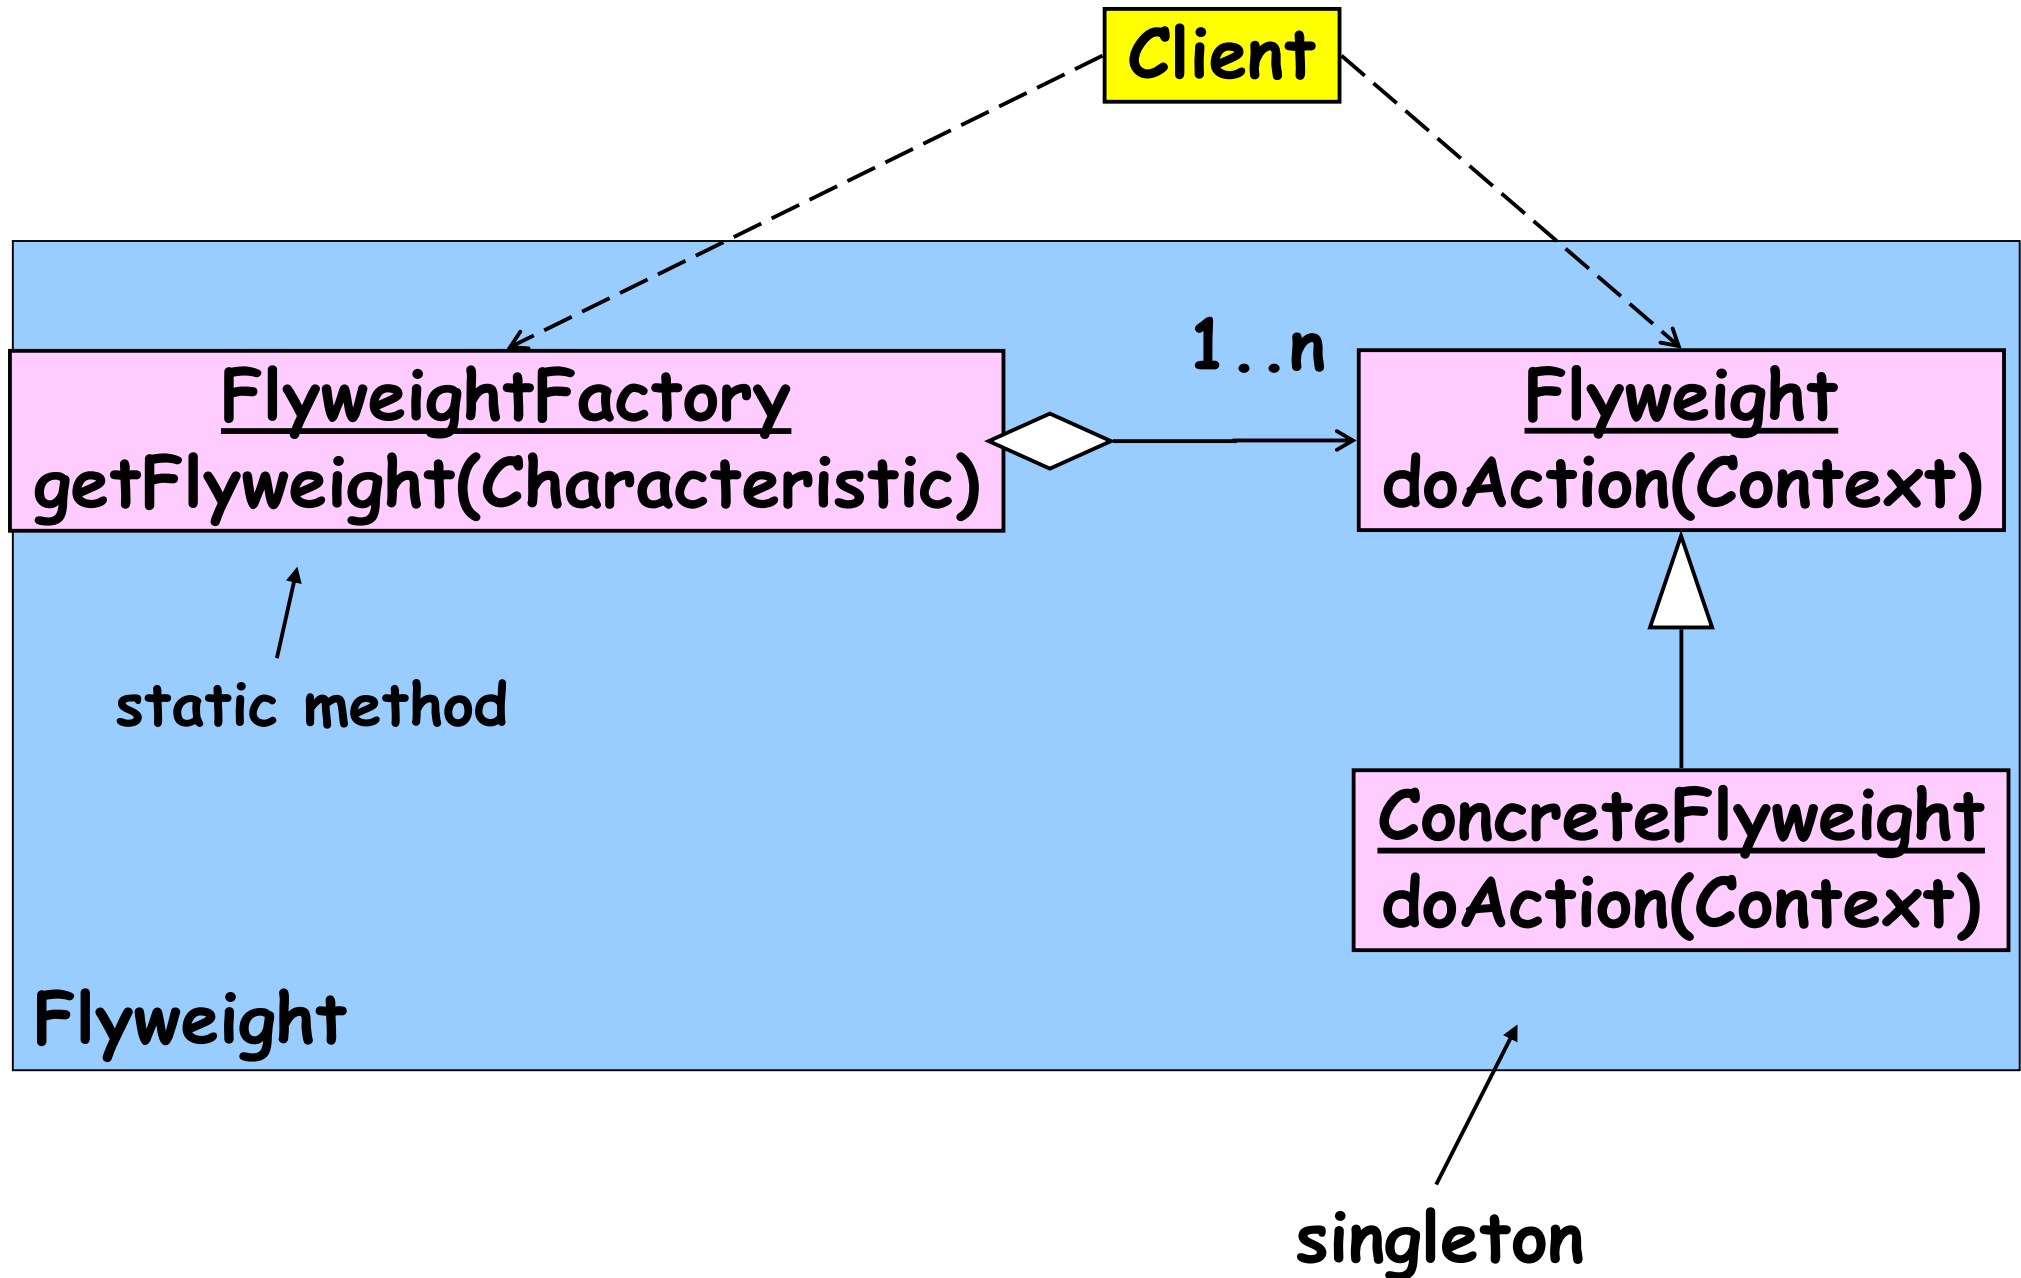 Client
1..n
FlyweightFactory
getFlyweight(Characteristic)
Flyweight
doAction(Context)
static method
ConcreteFlyweight
doAction(Context)
Flyweight
singleton